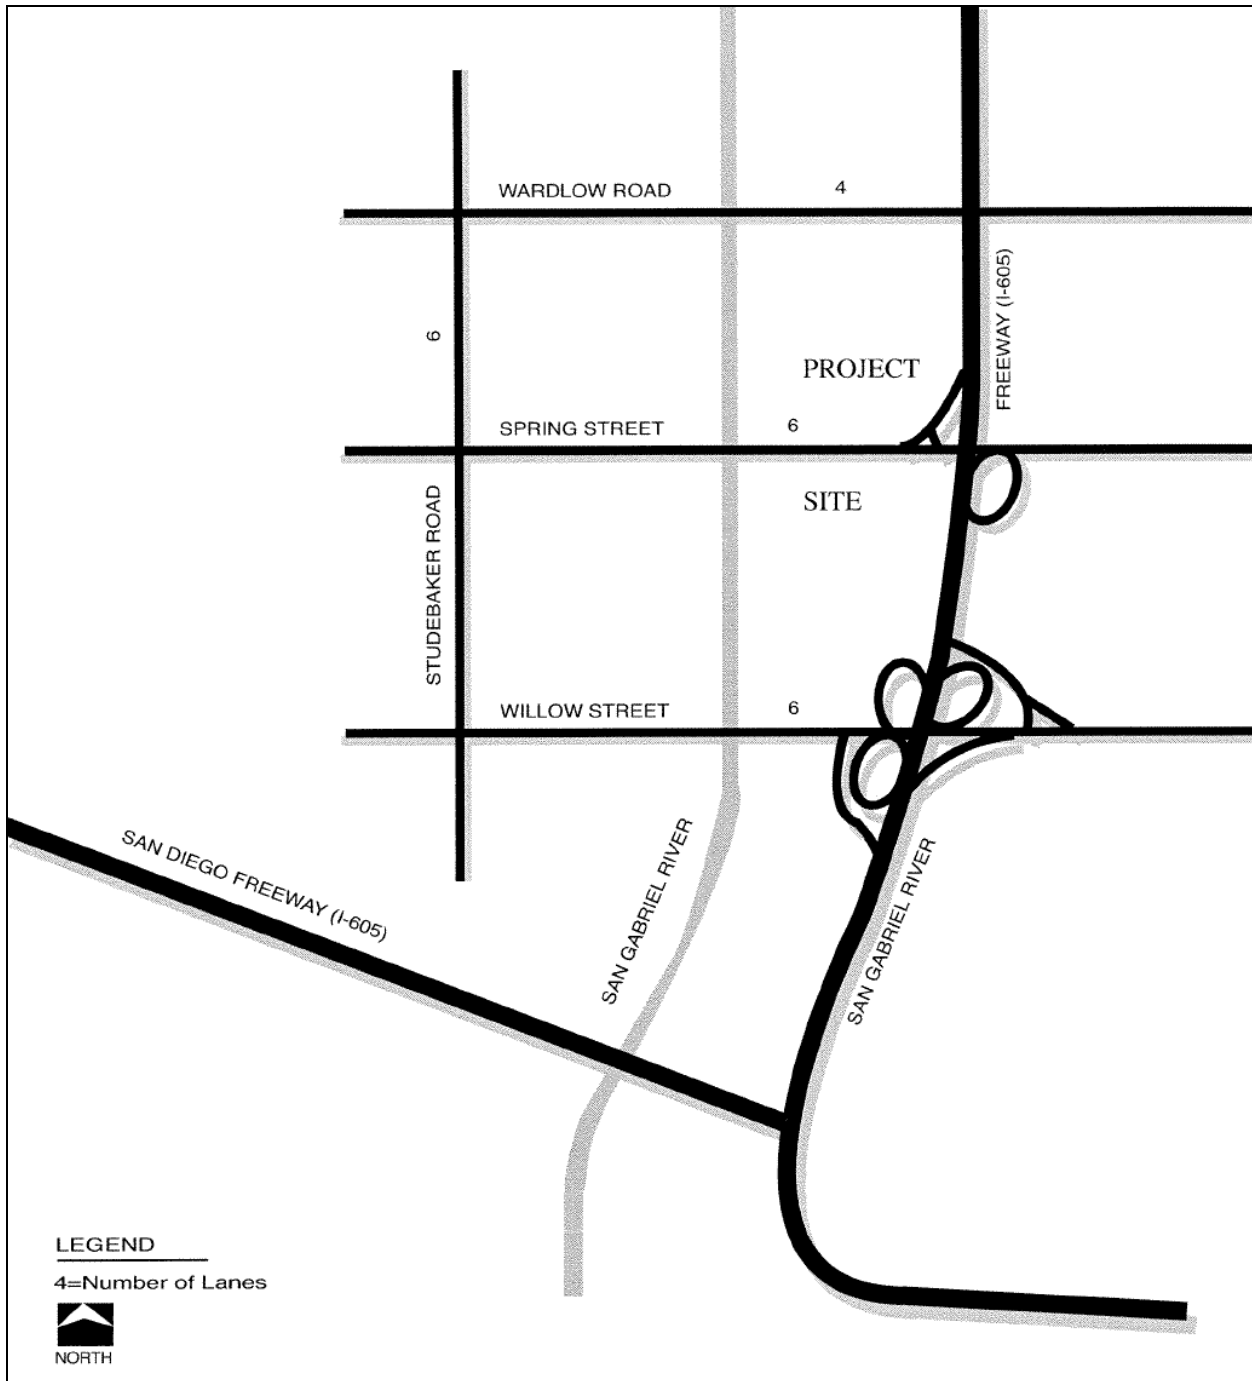 WARDLOW ROAD
4
FREEWAY (I-605)
6
PROJECT
SPRING STREET
6
SITE
STUDEBAKER ROAD
WILLOW STREET
6
SAN DIEGO FREEWAY (I-605)
SAN GABRIEL RIVER
SAN GABRIEL RIVER
LEGEND
4=Number of Lanes
NORTH